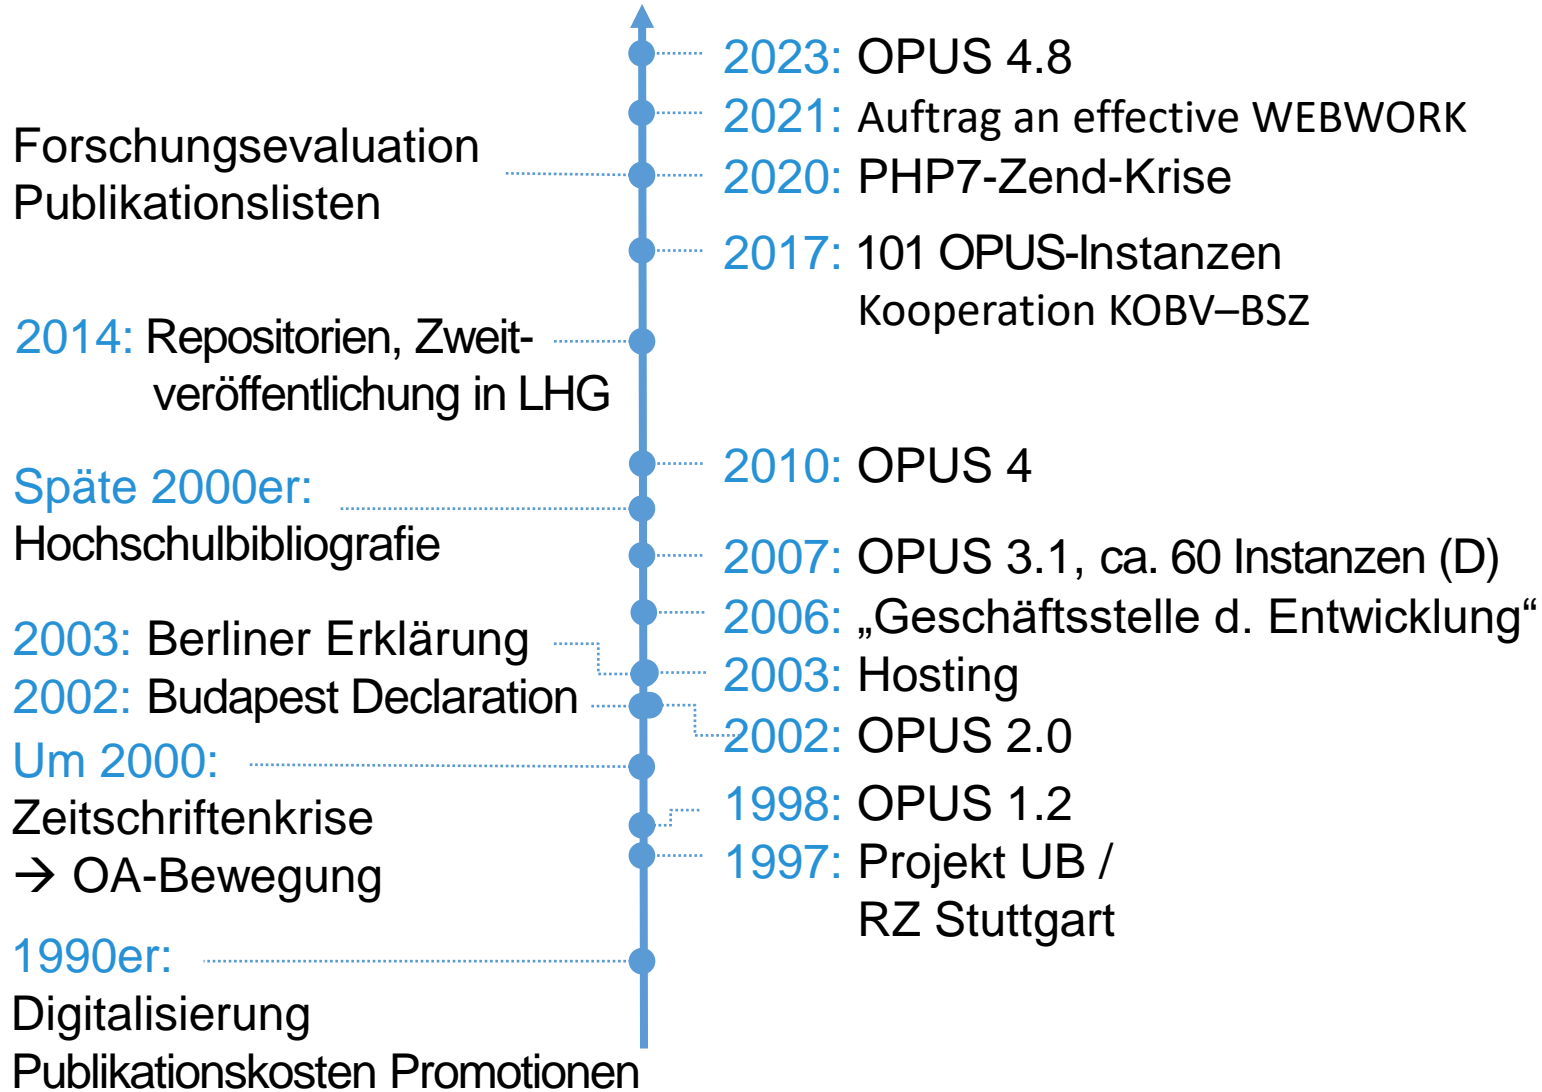 Forschungsevaluation
Publikationslisten
2014: Repositorien, Zweit-
veröffentlichung in LHG
Späte 2000er:
Hochschulbibliografie
2003: Berliner Erklärung
2002: Budapest Declaration
Um 2000:
Zeitschriftenkrise
→ OA-Bewegung
1990er:
Digitalisierung
Publikationskosten Promotionen
2023: OPUS 4.8
2021: Auftrag an effective WEBWORK
2020: PHP7-Zend-Krise
2017: 101 OPUS-Instanzen
Kooperation KOBV–BSZ
2010: OPUS 4
2007: OPUS 3.1, ca. 60 Instanzen (D)
2006: „Geschäftsstelle d. Entwicklung“
2003: Hosting
2002: OPUS 2.0
1998: OPUS 1.2
1997: Projekt UB /
RZ Stuttgart